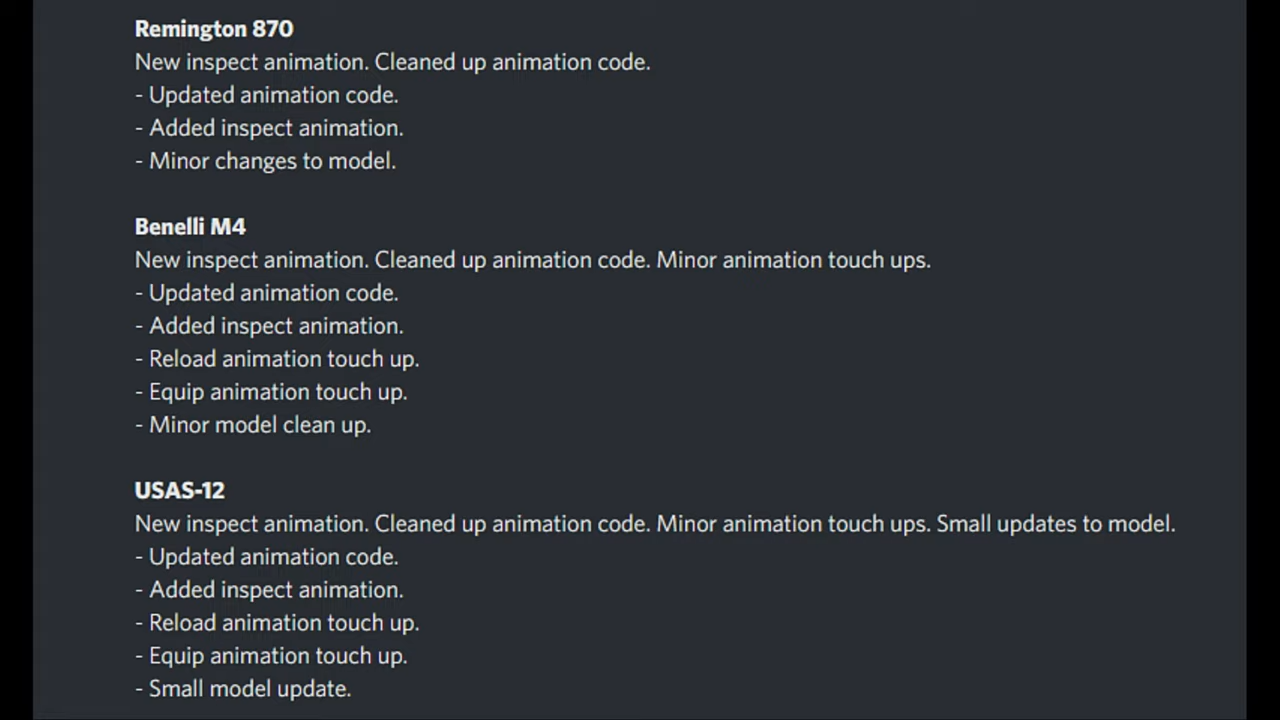 Remington 870
New inspect animation. Cleaned up animation code.
- Updated animation code.
- Added inspect animation.
- Minor changes to model.
Benelli M4
New inspect animation. Cleaned up animation code. Minor animation touch ups.
- Updated animation code.
- Added inspect animation.
- Reload animation touch up.
- Equip animation touch up.
- Minor model clean up.
USAS-12
New inspect animation. Cleaned up animation code. Minor animation touch ups. Small updates to model.
- Updated animation code.
- Added inspect animation.
- Reload animation touch up.
- Equip animation touch up.
- Small model update.